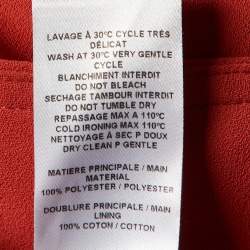 LAVAGE À 30°C CYCLE TRÈS
DÉLICAT
WASH AT 30°C VERY GENTLE
CYCLE
BLANCHIMENT INTERDIT
DO NOT BLEACH
SECHAGE TAMBOUR INTERDIT
DO NOT TUMBLE DRY
REPASSAGE MAX A 110°C
COLD IRONING MAX 110°C
NETTOYAGE À SEC P DOUX
DRY CLEAN P GENTLE
MATIERE PRINCIPALE / MAIN
MATERIAL
100% POLYESTER / POLYESTER
DOUBLURE PRINCIPALE / MAIN
LINING
100% COTON / COTTON